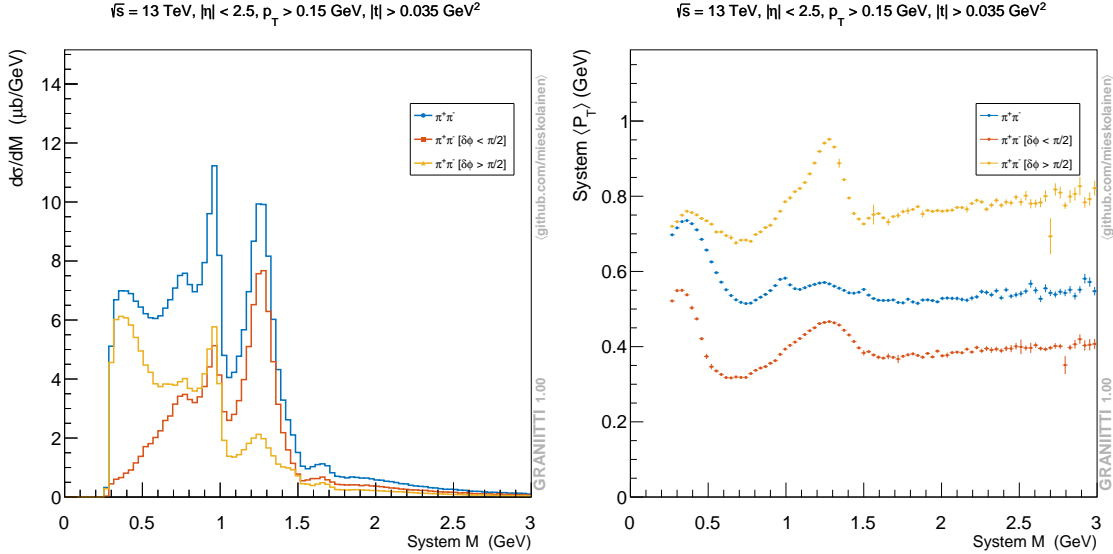 √s = 13 TeV, |η| < 2.5, p_T > 0.15 GeV, |t| > 0.035 GeV²
dσ/dM (μb/GeV)
14
12
10
8
6
4
2
0
0 0.5 1 1.5 2 2.5 3
System M (GeV)
π⁺π⁻
π⁺π⁻ [δφ < π/2]
π⁺π⁻ [δφ > π/2]
⟨github.com/mieskolainen⟩
GRANIITTI 1.00
√s = 13 TeV, |η| < 2.5, p_T > 0.15 GeV, |t| > 0.035 GeV²
System ⟨P_T⟩ (GeV)
1
0.8
0.6
0.4
0.2
0
0 0.5 1 1.5 2 2.5 3
System M (GeV)
π⁺π⁻
π⁺π⁻ [δφ < π/2]
π⁺π⁻ [δφ > π/2]
⟨github.com/mieskolainen⟩
GRANIITTI 1.00